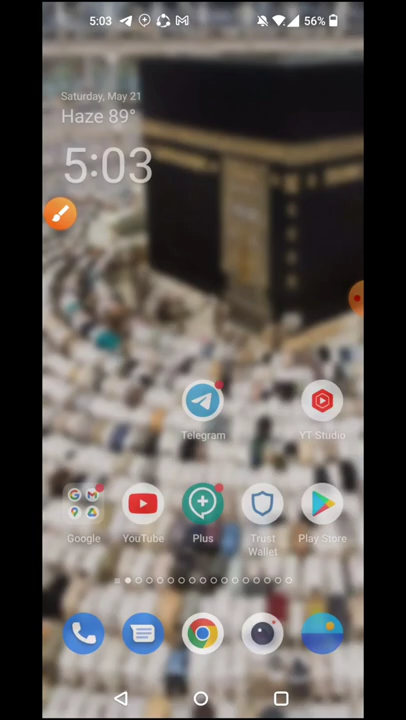 5:03
56%
Saturday, May 21
Haze 89°
5:03
Telegram
YT Studio
Google
YouTube
Plus
Trust
Wallet
Play Store